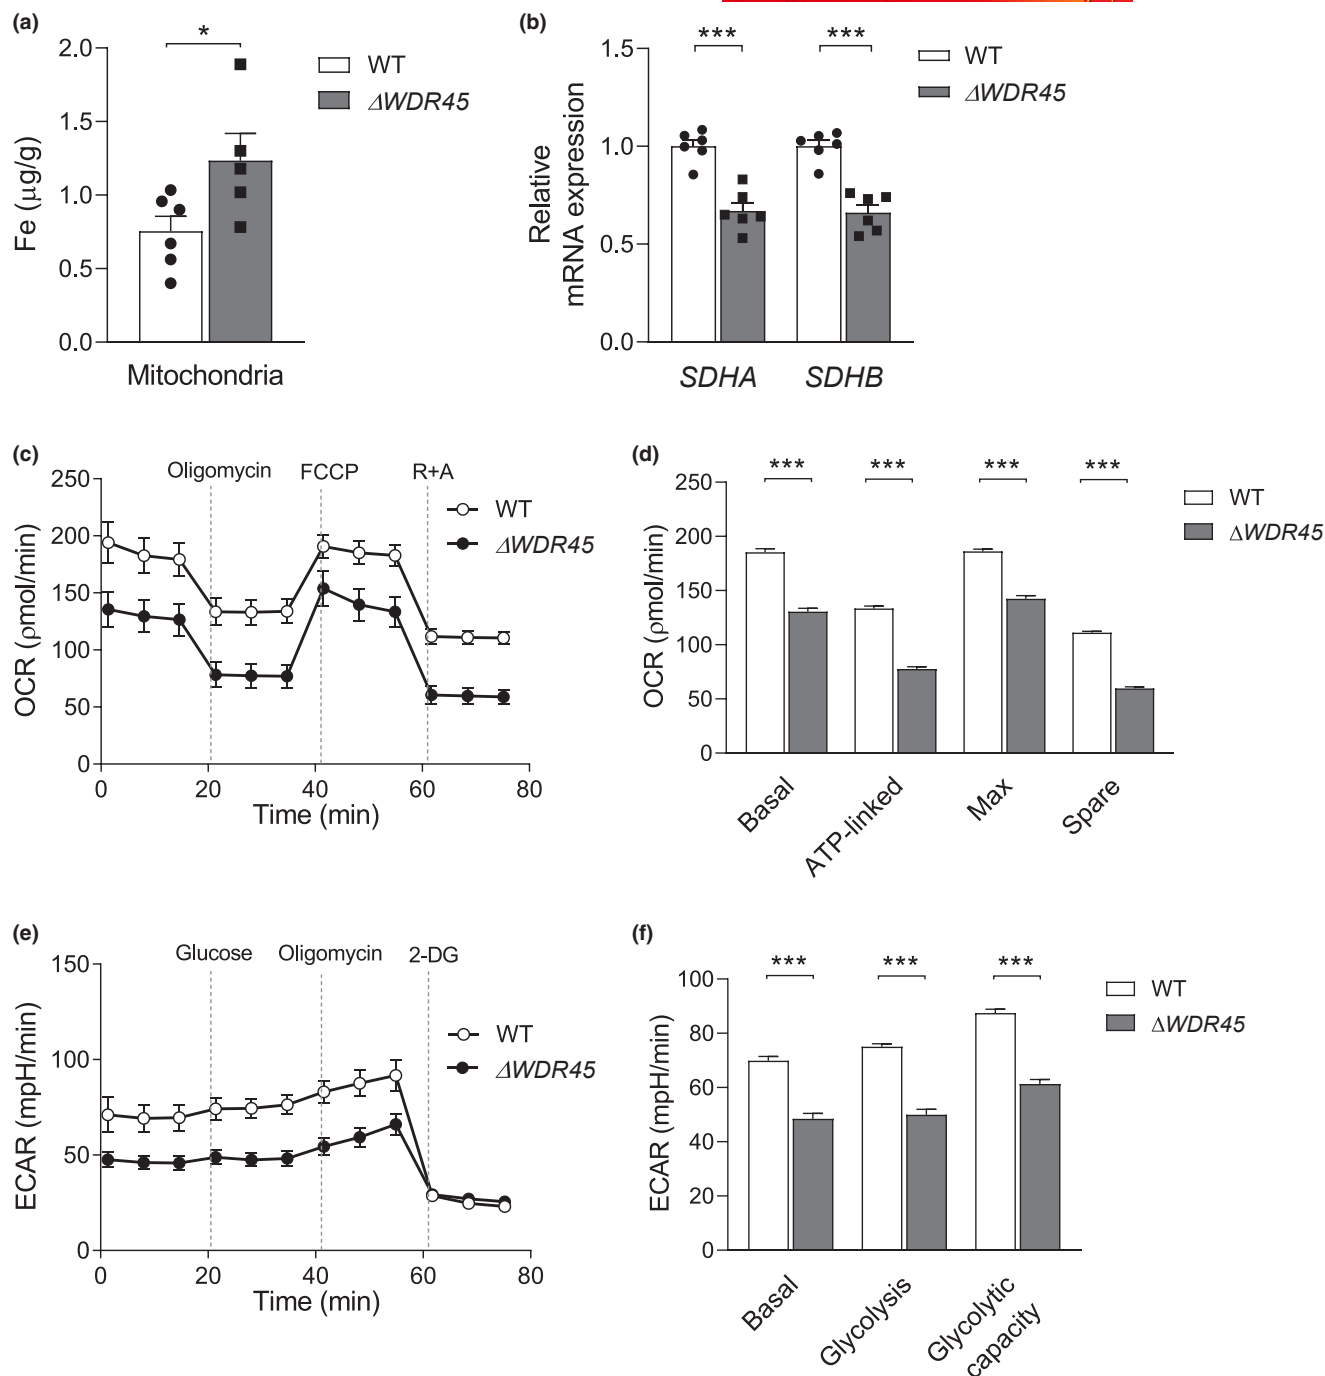 (a)
*
2.0
1.5
1.0
0.5
0.0
Fe (μg/g)
Mitochondria
WT
ΔWDR45
(b)
***
***
1.5
1.0
0.5
0.0
Relative
mRNA expression
SDHA
SDHB
WT
ΔWDR45
(c)
Oligomycin
FCCP
R+A
250
200
150
100
50
0
OCR (ρmol/min)
0
20
40
60
80
Time (min)
WT
ΔWDR45
(d)
***
***
***
***
250
200
150
100
50
0
OCR (ρmol/min)
Basal
ATP-linked
Max
Spare
WT
ΔWDR45
(e)
Glucose
Oligomycin
2-DG
150
100
50
0
ECAR (mpH/min)
0
20
40
60
80
Time (min)
WT
ΔWDR45
(f)
***
***
***
100
80
60
40
20
0
ECAR (mpH/min)
Basal
Glycolysis
Glycolytic
capacity
WT
ΔWDR45